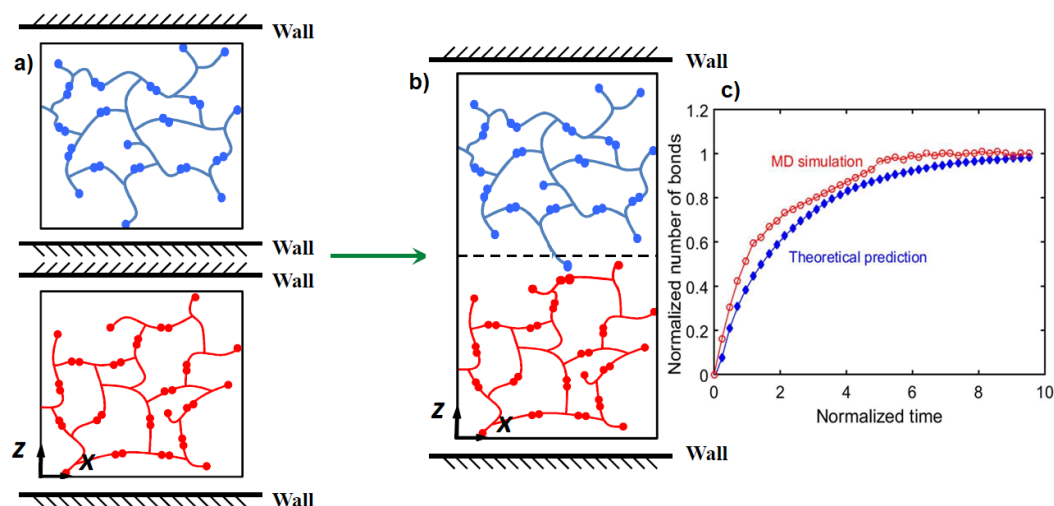 Wall
a)
Wall
Wall
z
x
Wall
Wall
b)
z
x
Wall
c)
Normalized number of bonds
1.2
1
0.8
0.6
0.4
0.2
0
MD simulation
Theoretical prediction
0 2 4 6 8 10
Normalized time